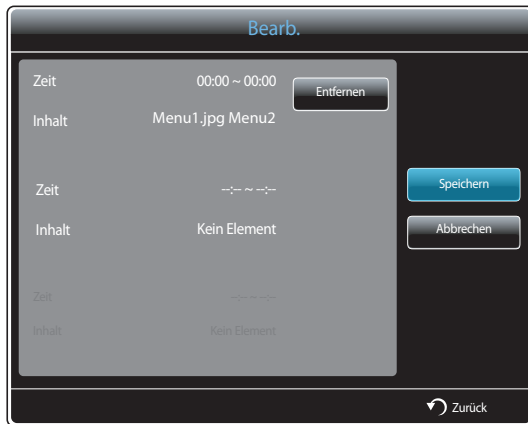 Bearb.
Zeit 00:00 ~ 00:00 Entfernen
Inhalt Menu1.jpg Menu2
Zeit --:-- ~ --:-- Speichern
Inhalt Kein Element Abbrechen
Zeit --:-- ~ --:--
Inhalt Kein Element
Zurück